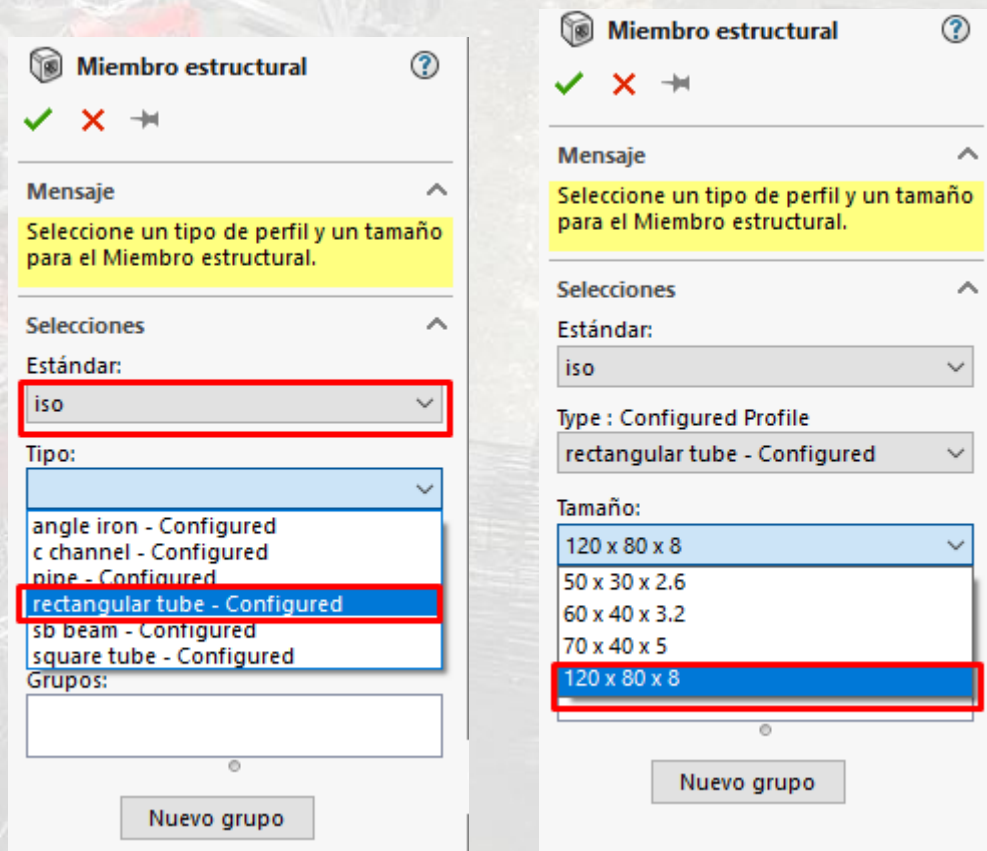 Miembro estructural
Mensaje
Seleccione un tipo de perfil y un tamaño
para el Miembro estructural.
Selecciones
Estándar:
iso
Tipo:
angle iron - Configured
c channel - Configured
pipe - Configured
rectangular tube - Configured
sb beam - Configured
square tube - Configured
Grupos:
Nuevo grupo
Miembro estructural
Mensaje
Seleccione un tipo de perfil y un tamaño
para el Miembro estructural.
Selecciones
Estándar:
iso
Type : Configured Profile
rectangular tube - Configured
Tamaño:
120 x 80 x 8
50 x 30 x 2.6
60 x 40 x 3.2
70 x 40 x 5
120 x 80 x 8
Nuevo grupo